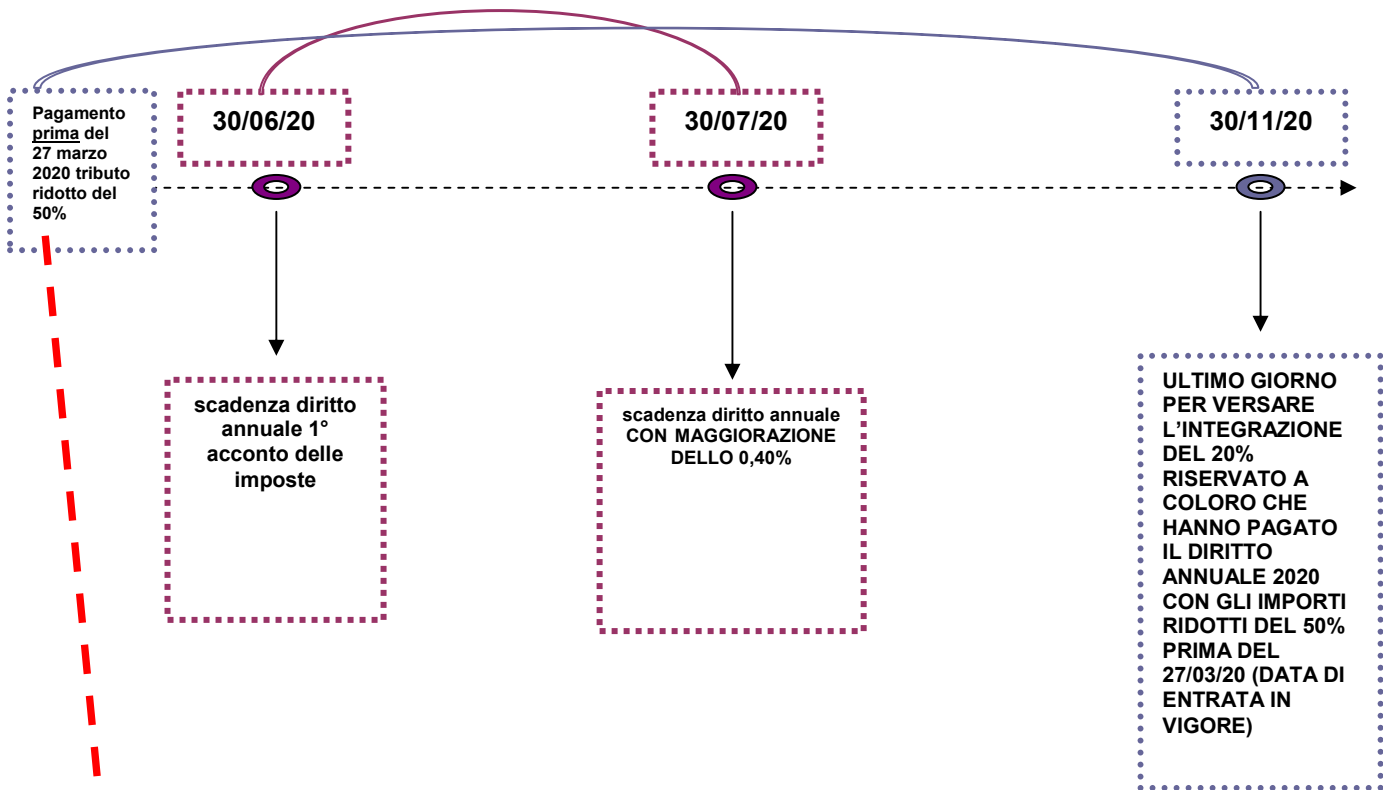 Pagamento
prima del
27 marzo
2020 tributo
ridotto del
50%
30/06/20
30/07/20
30/11/20
scadenza diritto
annuale 1°
acconto delle
imposte
scadenza diritto annuale
CON MAGGIORAZIONE
DELLO 0,40%
ULTIMO GIORNO
PER VERSARE
L’INTEGRAZIONE
DEL 20%
RISERVATO A
COLORO CHE
HANNO PAGATO
IL DIRITTO
ANNUALE 2020
CON GLI IMPORTI
RIDOTTI DEL 50%
PRIMA DEL
27/03/20 (DATA DI
ENTRATA IN
VIGORE)